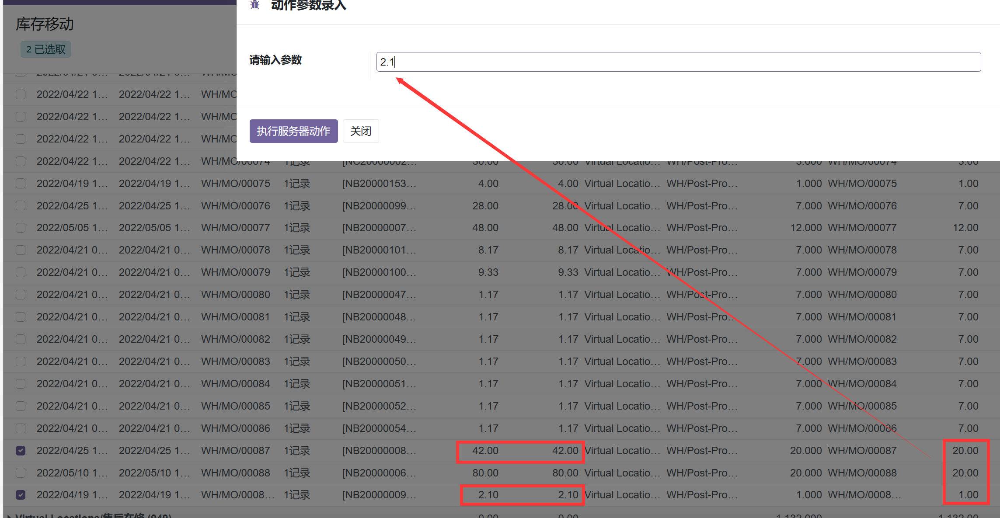 动作参数录入
库存移动
2 已选取
请输入参数 2.1
执行服务器动作 关闭
2022/04/22 1… 2022/04/22 1… WH/MO
2022/04/22 1… 2022/04/22 1… WH/MO
2022/04/22 1… 2022/04/22 1… WH/MO
2022/04/22 1… 2022/04/22 1… WH/MO/00074 1记录 [NC20000002… 30.00 30.00 Virtual Locatio… WH/Post-Pro… 3.000 WH/MO/00074 3.00
2022/04/19 1… 2022/04/19 1… WH/MO/00075 1记录 [NB20000153… 4.00 4.00 Virtual Locatio… WH/Post-Pro… 1.000 WH/MO/00075 1.00
2022/04/25 1… 2022/04/25 1… WH/MO/00076 1记录 [NB20000099… 28.00 28.00 Virtual Locatio… WH/Post-Pro… 7.000 WH/MO/00076 7.00
2022/05/05 1… 2022/05/05 1… WH/MO/00077 1记录 [NB20000007… 48.00 48.00 Virtual Locatio… WH/Post-Pro… 12.000 WH/MO/00077 12.00
2022/04/21 0… 2022/04/21 0… WH/MO/00078 1记录 [NB20000101… 8.17 8.17 Virtual Locatio… WH/Post-Pro… 7.000 WH/MO/00078 7.00
2022/04/21 0… 2022/04/21 0… WH/MO/00079 1记录 [NB20000100… 9.33 9.33 Virtual Locatio… WH/Post-Pro… 7.000 WH/MO/00079 7.00
2022/04/21 0… 2022/04/21 0… WH/MO/00080 1记录 [NB20000047… 1.17 1.17 Virtual Locatio… WH/Post-Pro… 7.000 WH/MO/00080 7.00
2022/04/21 0… 2022/04/21 0… WH/MO/00081 1记录 [NB20000048… 1.17 1.17 Virtual Locatio… WH/Post-Pro… 7.000 WH/MO/00081 7.00
2022/04/21 0… 2022/04/21 0… WH/MO/00082 1记录 [NB20000049… 1.17 1.17 Virtual Locatio… WH/Post-Pro… 7.000 WH/MO/00082 7.00
2022/04/21 0… 2022/04/21 0… WH/MO/00083 1记录 [NB20000050… 1.17 1.17 Virtual Locatio… WH/Post-Pro… 7.000 WH/MO/00083 7.00
2022/04/21 0… 2022/04/21 0… WH/MO/00084 1记录 [NB20000051… 1.17 1.17 Virtual Locatio… WH/Post-Pro… 7.000 WH/MO/00084 7.00
2022/04/21 0… 2022/04/21 0… WH/MO/00085 1记录 [NB20000052… 1.17 1.17 Virtual Locatio… WH/Post-Pro… 7.000 WH/MO/00085 7.00
2022/04/21 0… 2022/04/21 0… WH/MO/00086 1记录 [NB20000054… 1.17 1.17 Virtual Locatio… WH/Post-Pro… 7.000 WH/MO/00086 7.00
2022/04/25 1… 2022/04/25 1… WH/MO/00087 1记录 [NB20000008… 42.00 42.00 Virtual Locatio… WH/Post-Pro… 20.000 WH/MO/00087 20.00
2022/05/10 1… 2022/05/10 1… WH/MO/00088 1记录 [NB20000006… 80.00 80.00 Virtual Locatio… WH/Post-Pro… 20.000 WH/MO/00088 20.00
2022/04/19 1… 2022/04/19 1… WH/MO/0008… 1记录 [NB20000009… 2.10 2.10 Virtual Locatio… WH/Post-Pro… 1.000 WH/MO/0008… 1.00
Virtual Locations/售后在修 (949) 0.00 0.00 1,132.000 1,132.00